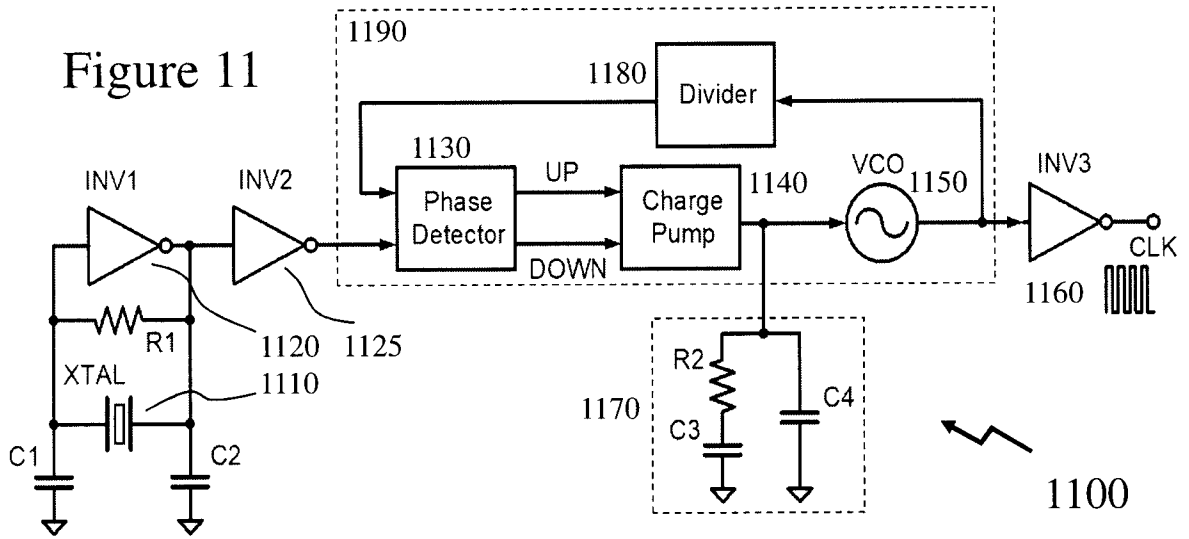 Figure 11
1190
1180
Divider
1130
UP
Phase
Detector
DOWN
Charge
Pump
1140
VCO
1150
INV1
INV2
INV3
CLK
1160
R1
1120
1125
XTAL
1110
C1
C2
1170
R2
C3
C4
1100